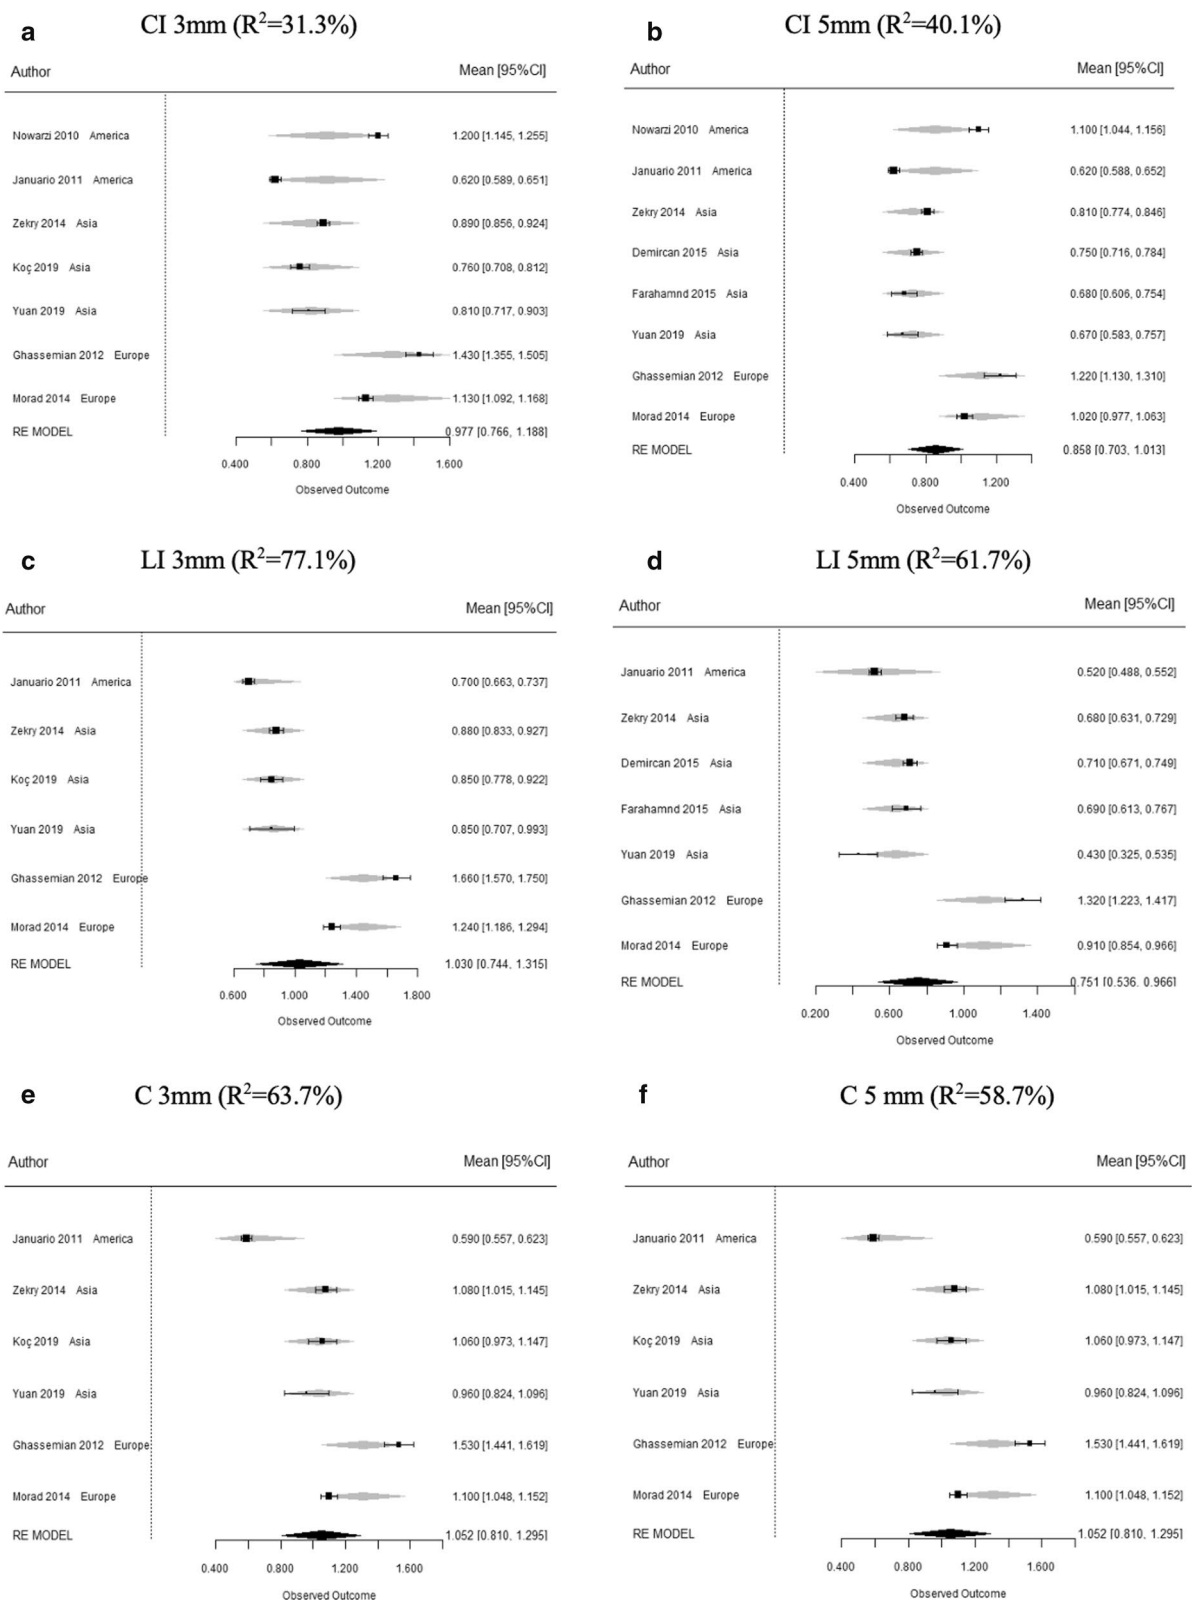 a CI 3mm (R²=31.3%)
Author Mean [95%CI]
Nowarzi 2010 America 1.200 [1.145, 1.255]
Januario 2011 America 0.620 [0.589, 0.651]
Zekry 2014 Asia 0.890 [0.856, 0.924]
Koç 2019 Asia 0.760 [0.708, 0.812]
Yuan 2019 Asia 0.810 [0.717, 0.903]
Ghassemian 2012 Europe 1.430 [1.355, 1.505]
Morad 2014 Europe 1.130 [1.092, 1.168]
RE MODEL 0.977 [0.766, 1.188]
0.400 0.800 1.200 1.600
Observed Outcome
b CI 5mm (R²=40.1%)
Author Mean [95%CI]
Nowarzi 2010 America 1.100 [1.044, 1.156]
Januario 2011 America 0.620 [0.588, 0.652]
Zekry 2014 Asia 0.810 [0.774, 0.846]
Demircan 2015 Asia 0.750 [0.716, 0.784]
Farahamnd 2015 Asia 0.680 [0.606, 0.754]
Yuan 2019 Asia 0.670 [0.583, 0.757]
Ghassemian 2012 Europe 1.220 [1.130, 1.310]
Morad 2014 Europe 1.020 [0.977, 1.063]
RE MODEL 0.858 [0.703, 1.013]
0.400 0.800 1.200
Observed Outcome
c LI 3mm (R²=77.1%)
Author Mean [95%CI]
Januario 2011 America 0.700 [0.663, 0.737]
Zekry 2014 Asia 0.880 [0.833, 0.927]
Koç 2019 Asia 0.850 [0.778, 0.922]
Yuan 2019 Asia 0.850 [0.707, 0.993]
Ghassemian 2012 Europe 1.660 [1.570, 1.750]
Morad 2014 Europe 1.240 [1.186, 1.294]
RE MODEL 1.030 [0.744, 1.315]
0.600 1.000 1.400 1.800
Observed Outcome
d LI 5mm (R²=61.7%)
Author Mean [95%CI]
Januario 2011 America 0.520 [0.488, 0.552]
Zekry 2014 Asia 0.680 [0.631, 0.729]
Demircan 2015 Asia 0.710 [0.671, 0.749]
Farahamnd 2015 Asia 0.690 [0.613, 0.767]
Yuan 2019 Asia 0.430 [0.325, 0.535]
Ghassemian 2012 Europe 1.320 [1.223, 1.417]
Morad 2014 Europe 0.910 [0.854, 0.966]
RE MODEL 0.751 [0.536, 0.966]
0.200 0.600 1.000 1.400
Observed Outcome
e C 3mm (R²=63.7%)
Author Mean [95%CI]
Januario 2011 America 0.590 [0.557, 0.623]
Zekry 2014 Asia 1.080 [1.015, 1.145]
Koç 2019 Asia 1.060 [0.973, 1.147]
Yuan 2019 Asia 0.960 [0.824, 1.096]
Ghassemian 2012 Europe 1.530 [1.441, 1.619]
Morad 2014 Europe 1.100 [1.048, 1.152]
RE MODEL 1.052 [0.810, 1.295]
0.400 0.800 1.200 1.600
Observed Outcome
f C 5 mm (R²=58.7%)
Author Mean [95%CI]
Januario 2011 America 0.590 [0.557, 0.623]
Zekry 2014 Asia 1.080 [1.015, 1.145]
Koç 2019 Asia 1.060 [0.973, 1.147]
Yuan 2019 Asia 0.960 [0.824, 1.096]
Ghassemian 2012 Europe 1.530 [1.441, 1.619]
Morad 2014 Europe 1.100 [1.048, 1.152]
RE MODEL 1.052 [0.810, 1.295]
0.400 0.800 1.200 1.600
Observed Outcome